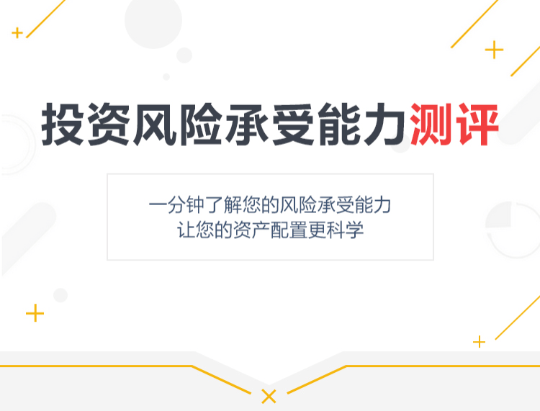 投资风险承受能力测评
一分钟了解您的风险承受能力
让您的资产配置更科学